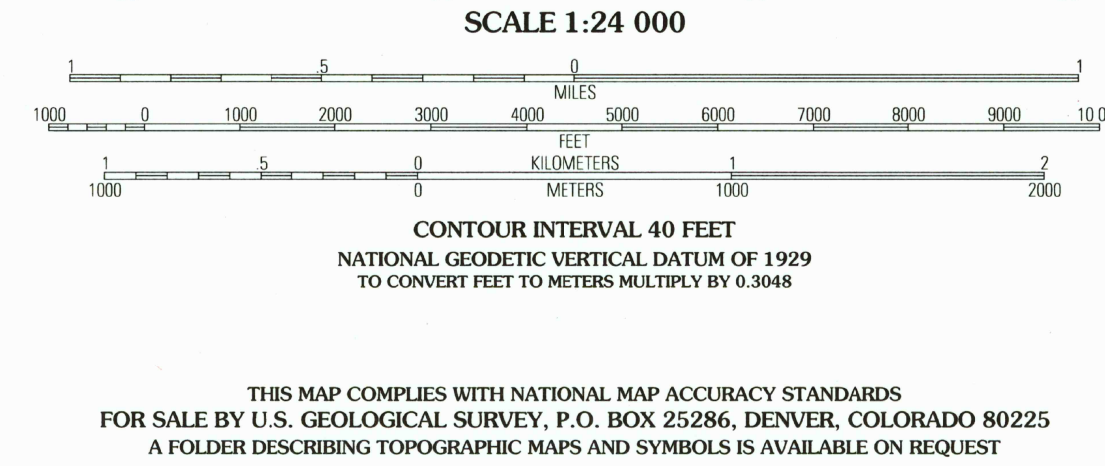 SCALE 1:24 000
1 .5 0 1
MILES
1000 0 1000 2000 3000 4000 5000 6000 7000 8000 9000 10 0
FEET
1 .5 0 KILOMETERS 1 2
1000 0 METERS 1000 2000
CONTOUR INTERVAL 40 FEET
NATIONAL GEODETIC VERTICAL DATUM OF 1929
TO CONVERT FEET TO METERS MULTIPLY BY 0.3048
THIS MAP COMPLIES WITH NATIONAL MAP ACCURACY STANDARDS
FOR SALE BY U.S. GEOLOGICAL SURVEY, P.O. BOX 25286, DENVER, COLORADO 80225
A FOLDER DESCRIBING TOPOGRAPHIC MAPS AND SYMBOLS IS AVAILABLE ON REQUEST